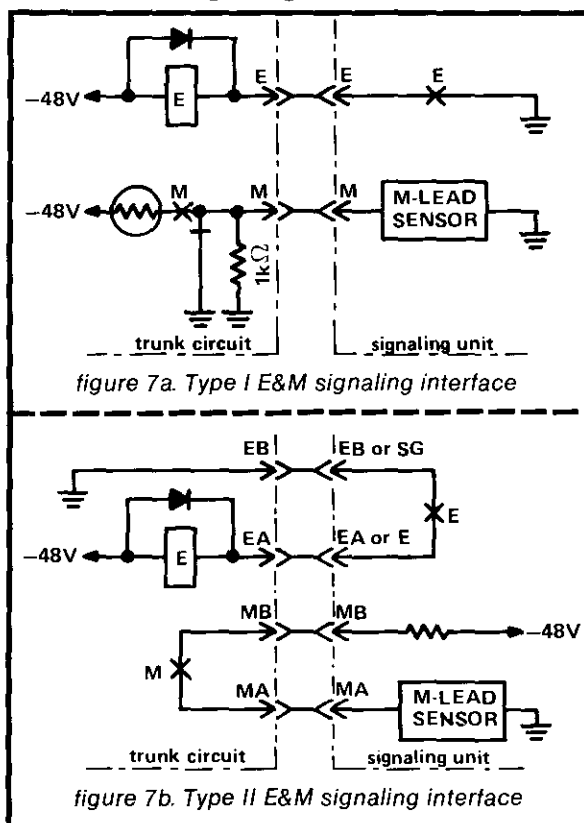 E E E
-48V E
M M M
-48V M-LEAD SENSOR
1kΩ
trunk circuit signaling unit
figure 7a. Type I E&M signaling interface
EB EB or SG
E
-48V E EA EA or E
MB MB -48V
M
MA MA M-LEAD SENSOR
trunk circuit signaling unit
figure 7b. Type II E&M signaling interface